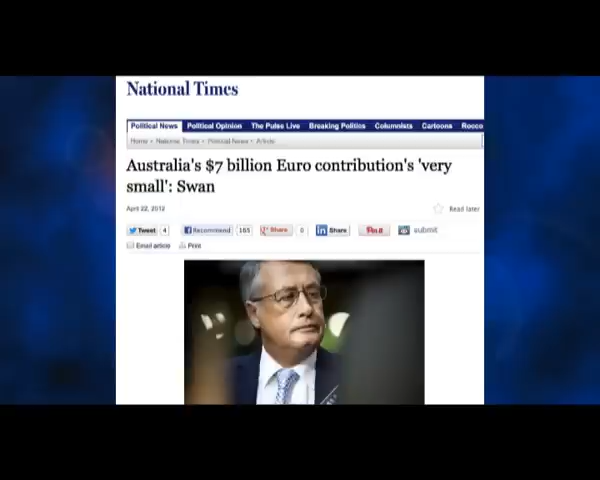 National Times
Political News Political Opinion The Pulse Live Breaking Politics Columnists Cartoons Rocco
Home National Times Political News Article
Australia's $7 billion Euro contribution's 'very
small': Swan
April 22, 2012 Read later
Tweet 4 Recommend 165 Share 0 Share Pin it submit
Email article Print